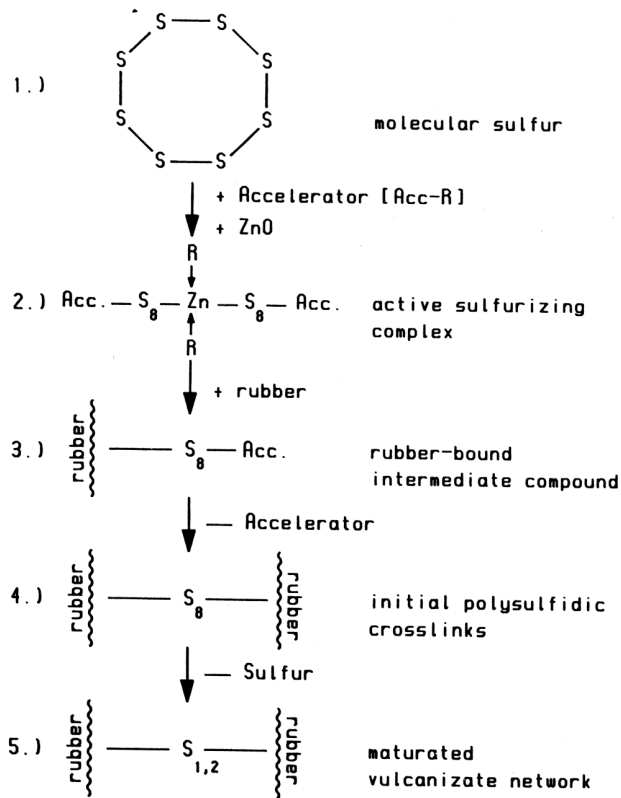 S — S
S S
1.)
S S
molecular sulfur
S — S
+ Accelerator [Acc-R]
+ ZnO
R
2.) Acc. — S8 — Zn — S8 — Acc. active sulfurizing
complex
R
+ rubber
3.) rubber — S8 — Acc. rubber-bound
intermediate compound
— Accelerator
4.) rubber — S8 — rubber initial polysulfidic
crosslinks
— Sulfur
5.) rubber — S1,2 — rubber maturated
vulcanizate network